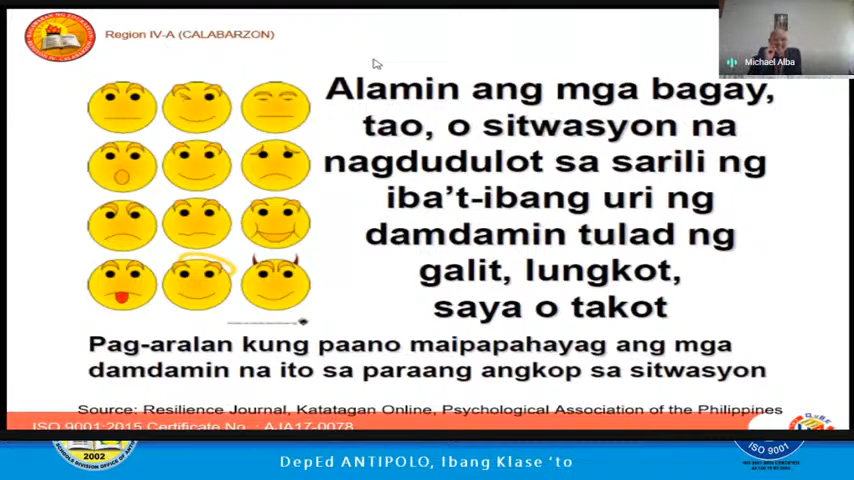 Region IV-A (CALABARZON)
Michael Alba
Alamin ang mga bagay,
tao, o sitwasyon na
nagdudulot sa sarili ng
iba't-ibang uri ng
damdamin tulad ng
galit, lungkot,
saya o takot
Pag-aralan kung paano maipapahayag ang mga
damdamin na ito sa paraang angkop sa sitwasyon
Source: Resilience Journal, Katatagan Online, Psychological Association of the Philippines
ISO 9001:2015 Certificate No. : AJA17-0078
2002
ISO 9001
DepEd ANTIPOLO, Ibang Klase 'to